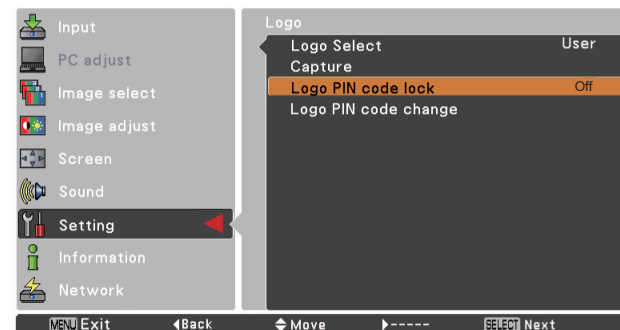 Input
PC adjust
Image select
Image adjust
Screen
Sound
Setting
Information
Network
Logo
Logo Select User
Capture
Logo PIN code lock Off
Logo PIN code change
MENU Exit Back Move ----- SELECT Next